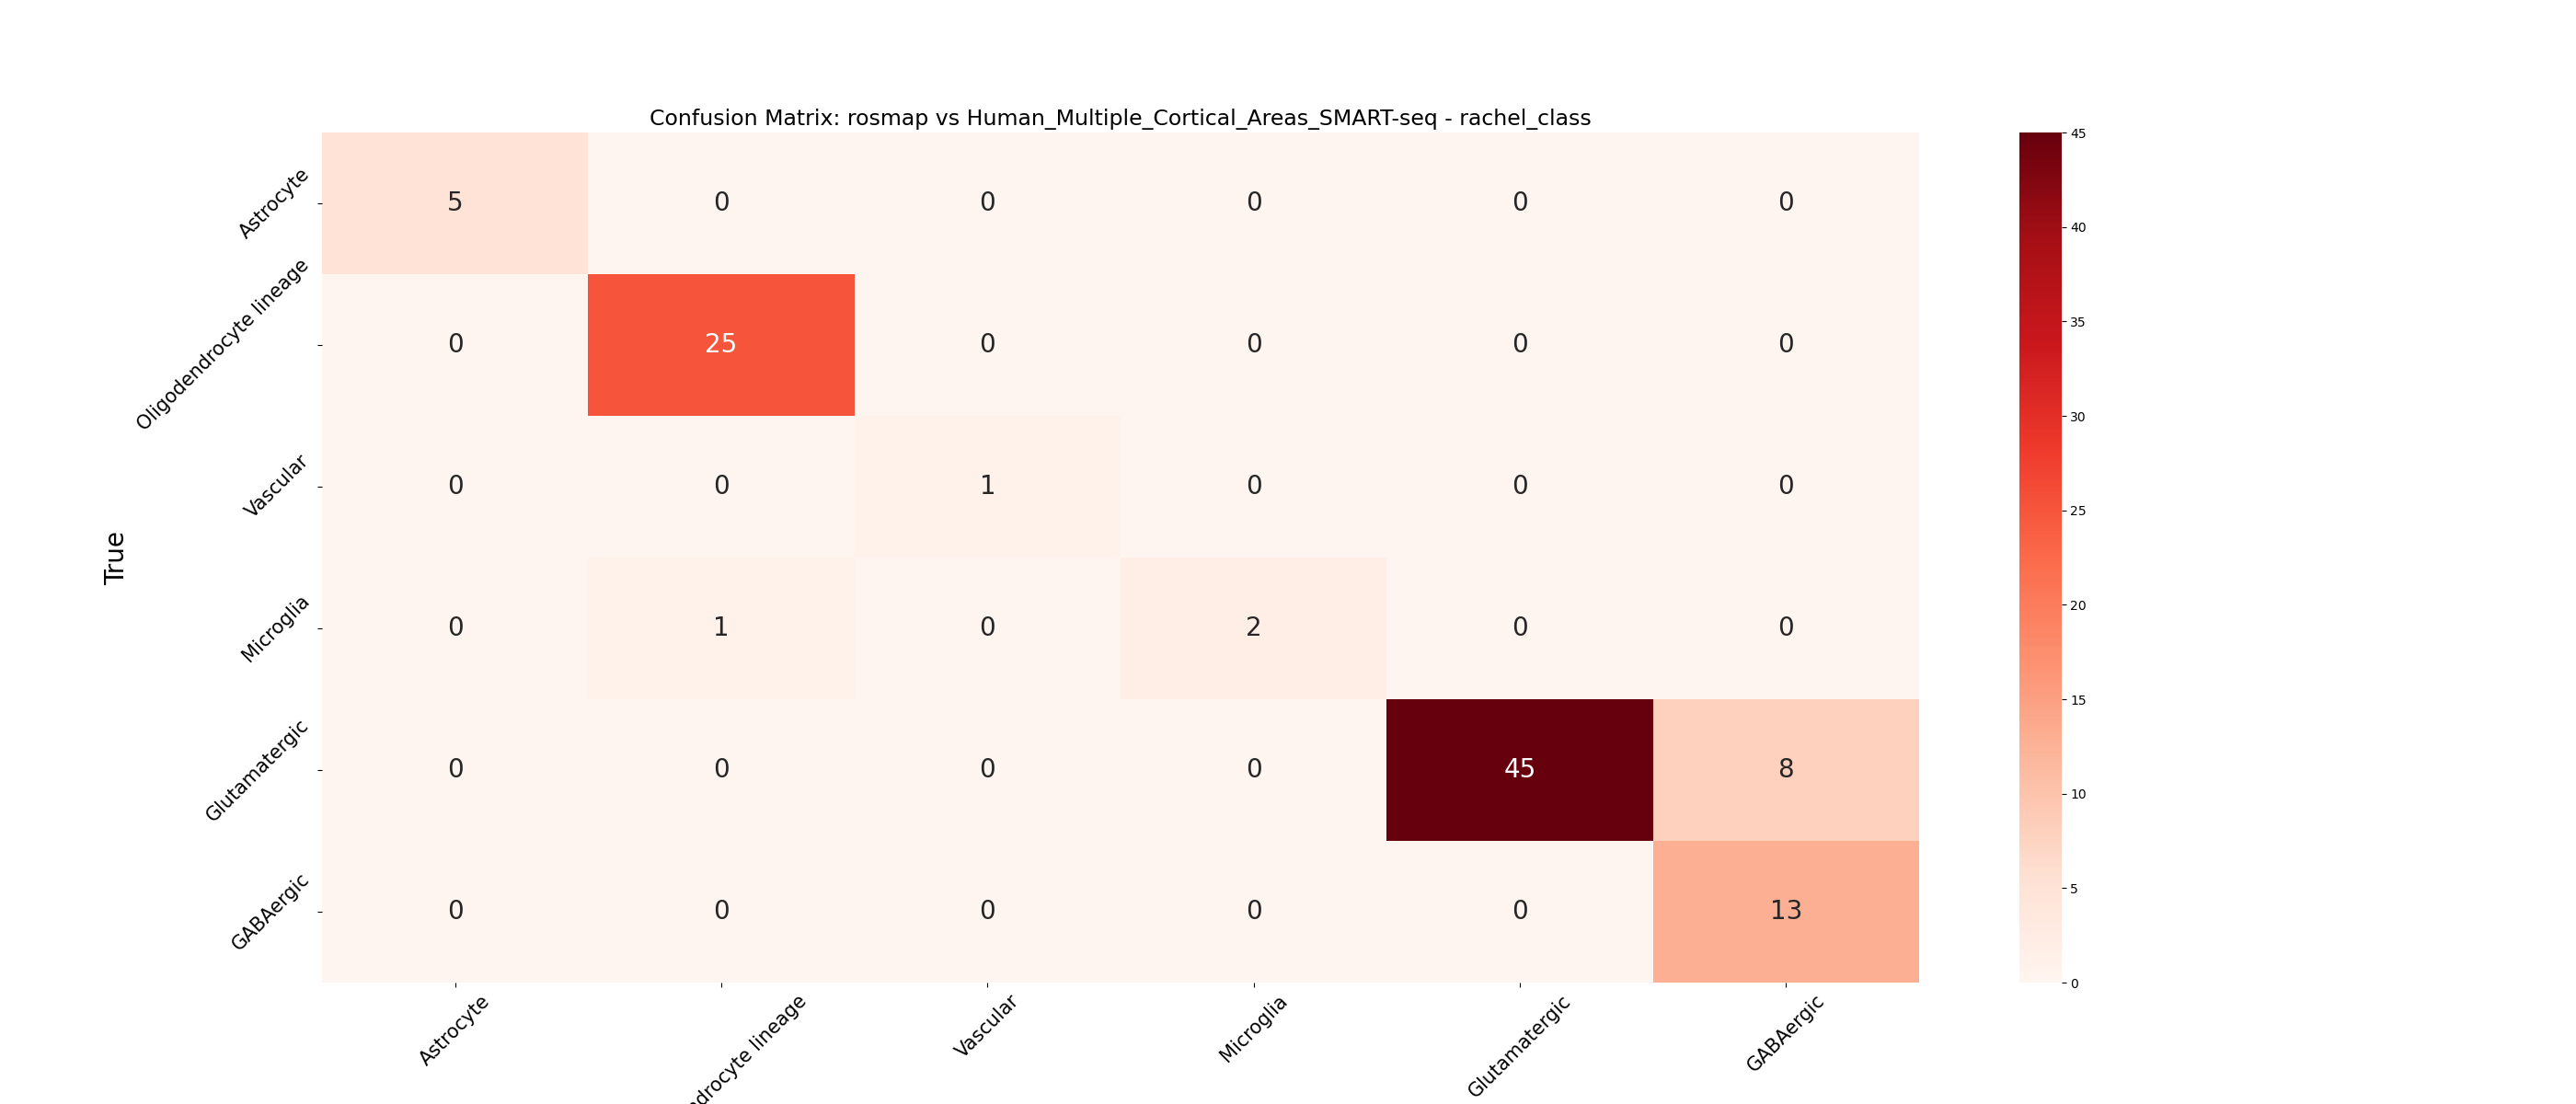 Confusion Matrix: rosmap vs Human_Multiple_Cortical_Areas_SMART-seq - rachel_class
True
Astrocyte
5 0 0 0 0 0
Oligodendrocyte lineage
0 25 0 0 0 0
Vascular
0 0 1 0 0 0
Microglia
0 1 0 2 0 0
Glutamatergic
0 0 0 0 45 8
GABAergic
0 0 0 0 0 13
Astrocyte
lineage
Vascular
Microglia
Glutamatergic
GABAergic
45
40
35
30
25
20
15
10
5
0